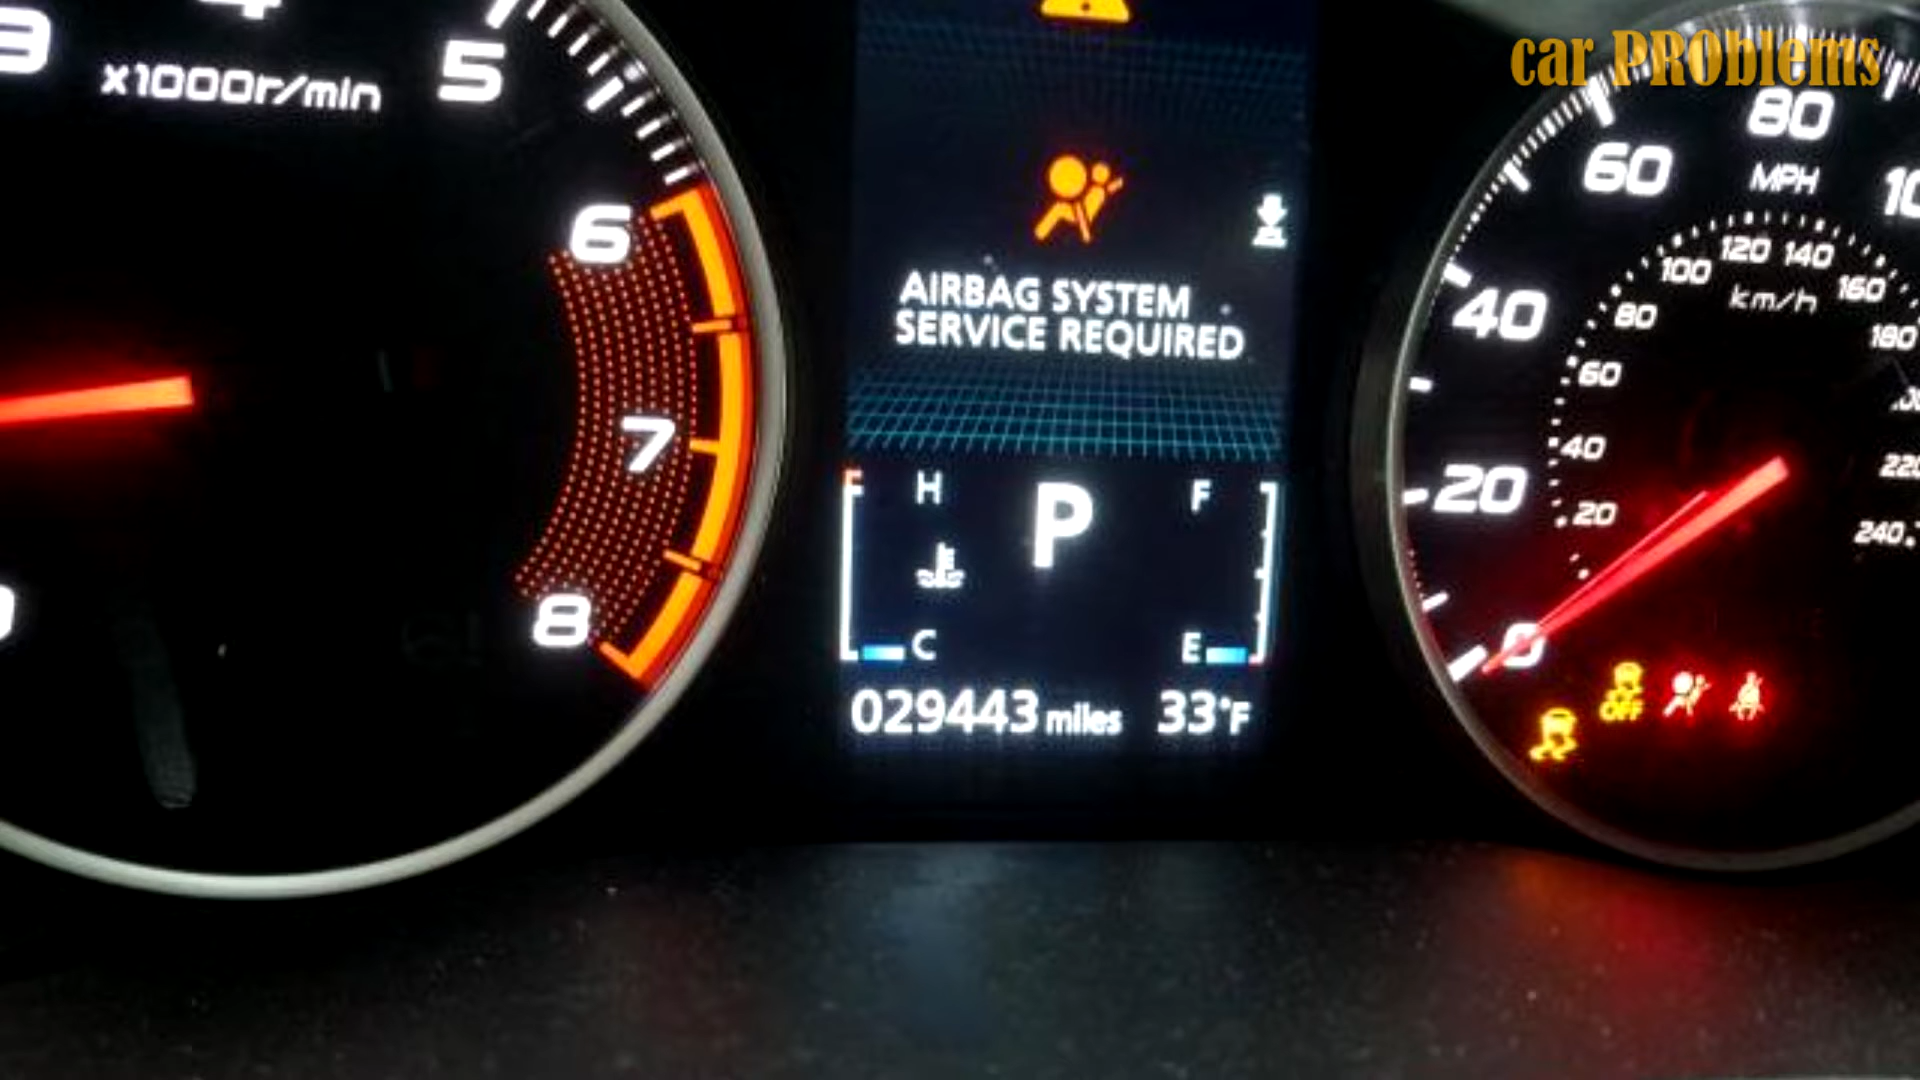 car PROblems
x1000r/min
5
6
7
8
AIRBAG SYSTEM
SERVICE REQUIRED
H
P
F
C
E
029443 miles 33°F
80
60
MPH
40
20
0
120 140
100
160
km/h
80
180
60
40
20
240
OFF